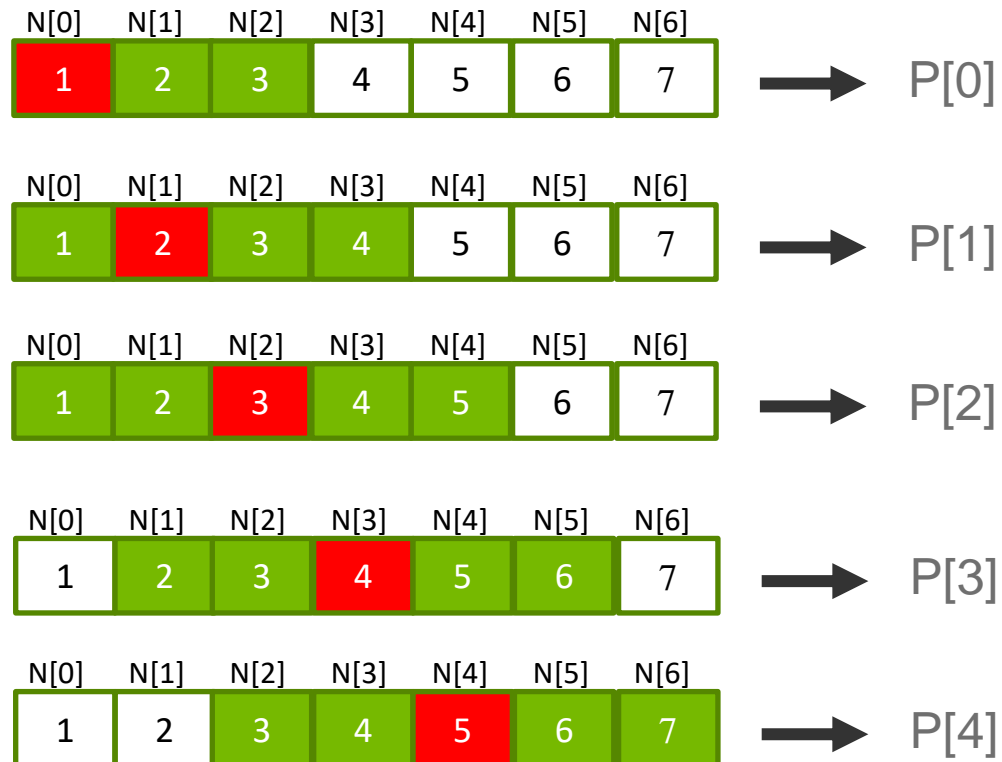 N[0] N[1] N[2] N[3] N[4] N[5] N[6]
1 2 3 4 5 6 7 P[0]
N[0] N[1] N[2] N[3] N[4] N[5] N[6]
1 2 3 4 5 6 7 P[1]
N[0] N[1] N[2] N[3] N[4] N[5] N[6]
1 2 3 4 5 6 7 P[2]
N[0] N[1] N[2] N[3] N[4] N[5] N[6]
1 2 3 4 5 6 7 P[3]
N[0] N[1] N[2] N[3] N[4] N[5] N[6]
1 2 3 4 5 6 7 P[4]